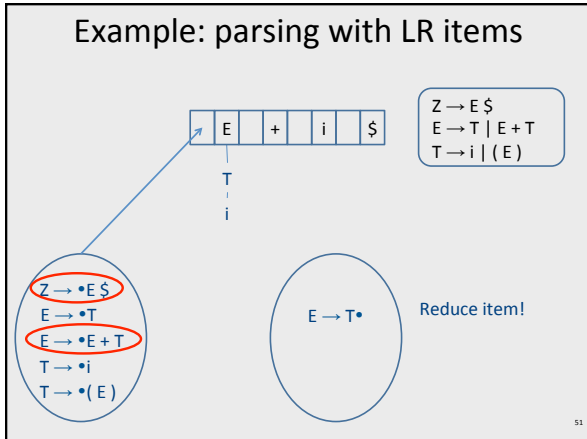 Example: parsing with LR items
E + i $
T
i
Z → E $
E → T | E + T
T → i | ( E )
Z → •E $
E → •T
E → •E + T
T → •i
T → •( E )
E → T•
Reduce item!
51